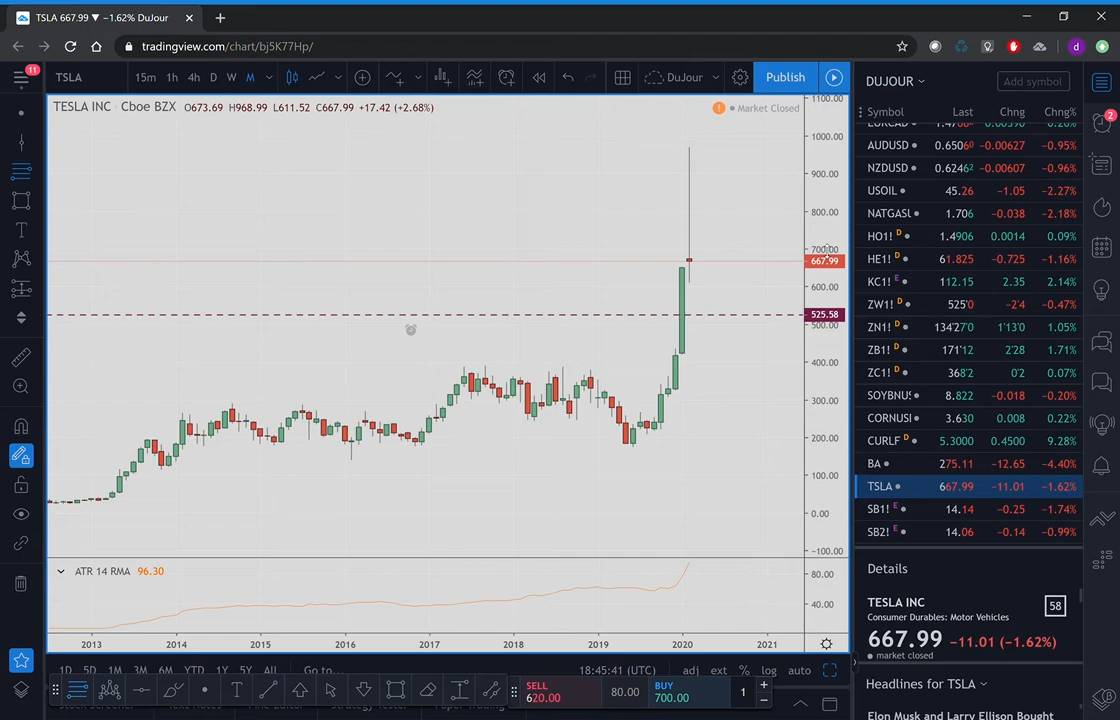 TSLA 667.99 ▼ −1.62% DuJour
tradingview.com/chart/bj5K77Hp/
d
11
TSLA
15m 1h 4h D W M
DuJour
Publish
DUJOUR
Add symbol
TESLA INC · Cboe BZX O673.69 H968.99 L611.52 C667.99 +17.42 (+2.68%)
Market Closed
Symbol Last Chng Chng%
AUDUSD 0.65060 −0.00627 −0.95%
NZDUSD 0.62462 −0.00607 −0.96%
USOIL 45.26 −1.05 −2.27%
NATGASU 1.706 −0.038 −2.18%
HO1! D 1.4906 0.0014 0.09%
HE1! D 61.825 −0.725 −1.16%
KC1! E 112.15 2.35 2.14%
ZW1! D 525'0 −2'4 −0.47%
ZN1! D 134'27'0 1'13'0 1.05%
ZB1! D 171'12 2'28 1.71%
ZC1! D 368'2 0'2 0.07%
SOYBNUS 8.822 −0.018 −0.20%
CORNUSI 3.630 0.008 0.22%
CURLF D 5.3000 0.4500 9.28%
BA 275.11 −12.65 −4.40%
TSLA 667.99 −11.01 −1.62%
SB1! E 14.14 −0.25 −1.74%
SB2! E 14.06 −0.14 −0.99%
2
1100.00
1000.00
900.00
800.00
700.00
667.99
600.00
525.58
500.00
400.00
300.00
200.00
100.00
0.00
−100.00
ATR 14 RMA 96.30
80.00
40.00
2013 2014 2015 2016 2017 2018 2019 2020 2021
1D 5D 1M 3M 6M YTD 1Y 5Y All Go to...
18:45:41 (UTC) adj ext % log auto
SELL
620.00
80.00
BUY
700.00
1
Details
TESLA INC
Consumer Durables: Motor Vehicles
58
667.99 −11.01 (−1.62%)
market closed
Headlines for TSLA
Elon Musk and Larry Ellison Bought